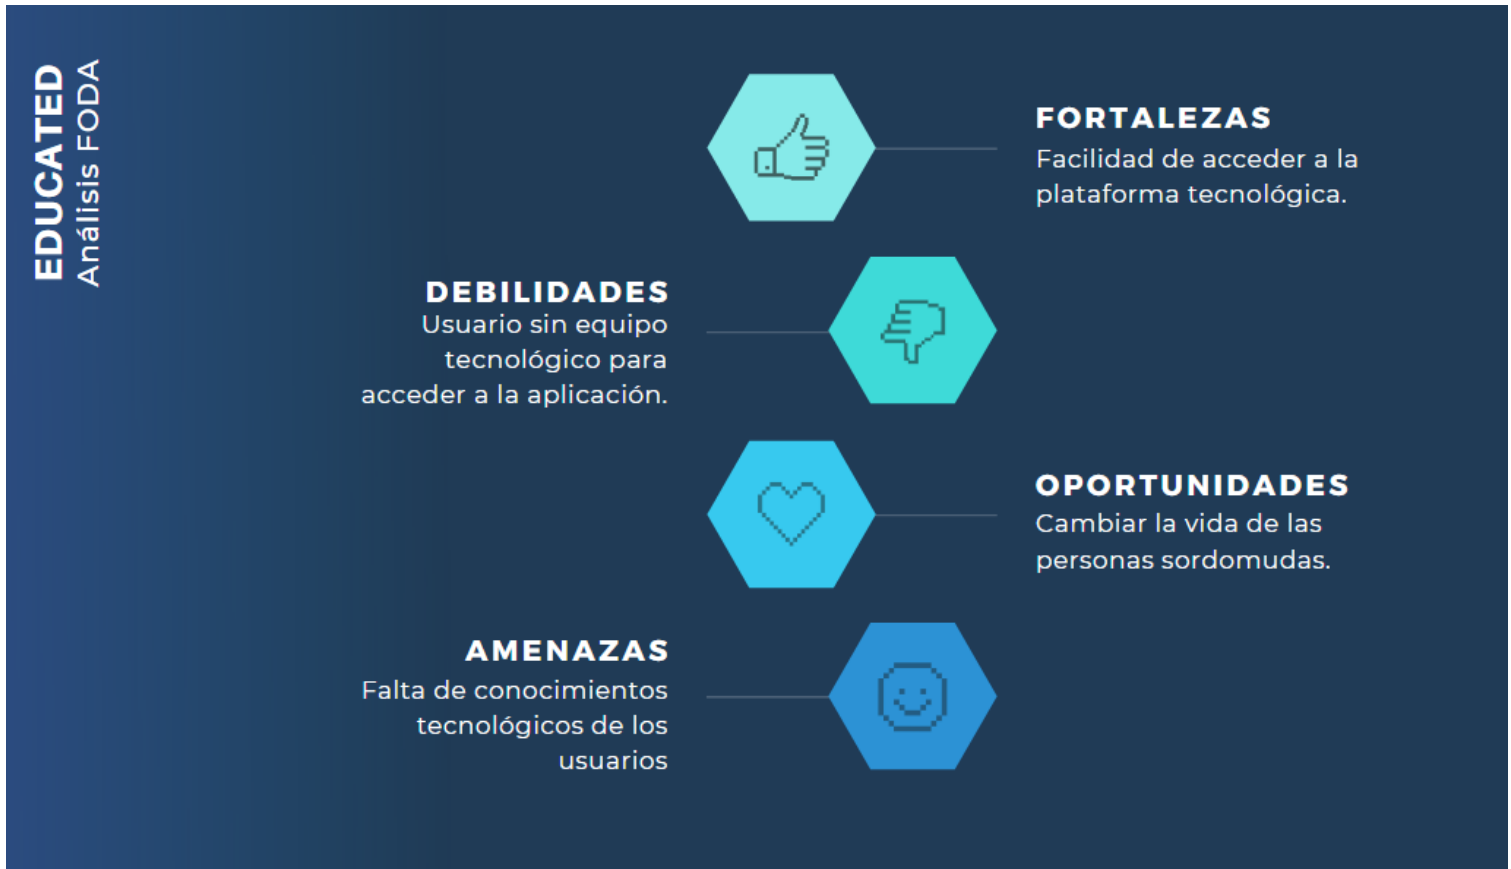 EDUCATED
Análisis FODA
FORTALEZAS
Facilidad de acceder a la
plataforma tecnológica.
DEBILIDADES
Usuario sin equipo
tecnológico para
acceder a la aplicación.
OPORTUNIDADES
Cambiar la vida de las
personas sordomudas.
AMENAZAS
Falta de conocimientos
tecnológicos de los
usuarios